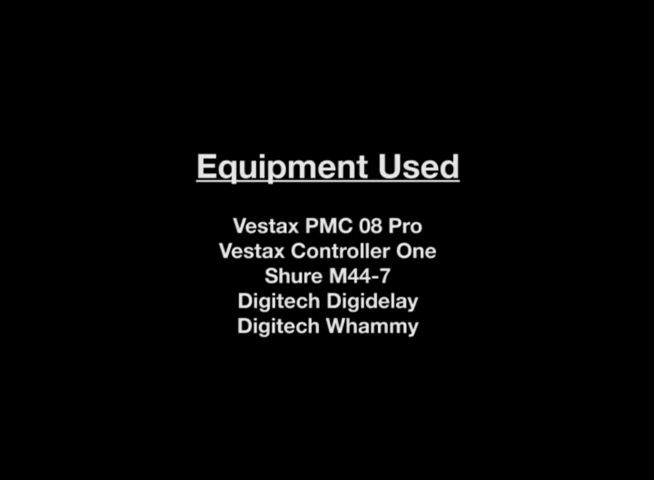 Equipment Used
Vestax PMC 08 Pro
Vestax Controller One
Shure M44-7
Digitech Digidelay
Digitech Whammy